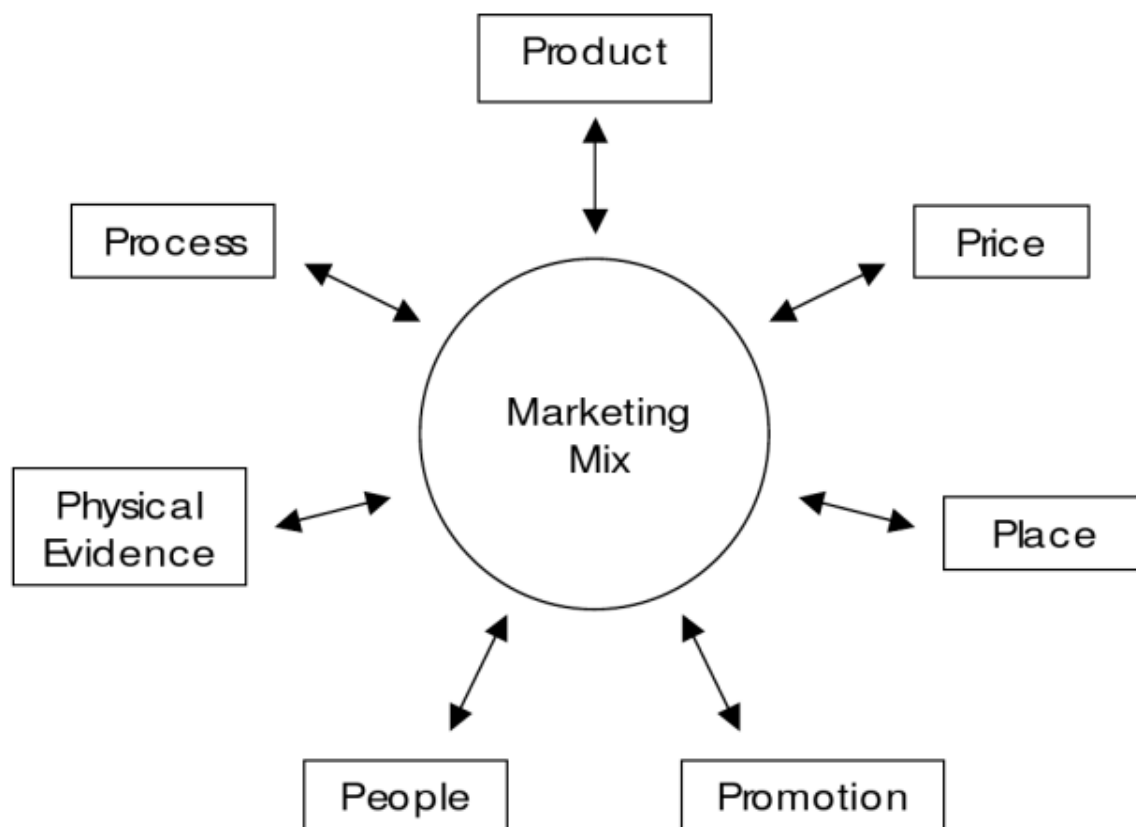 Product
Process
Price
Marketing
Mix
Physical
Evidence
Place
People
Promotion